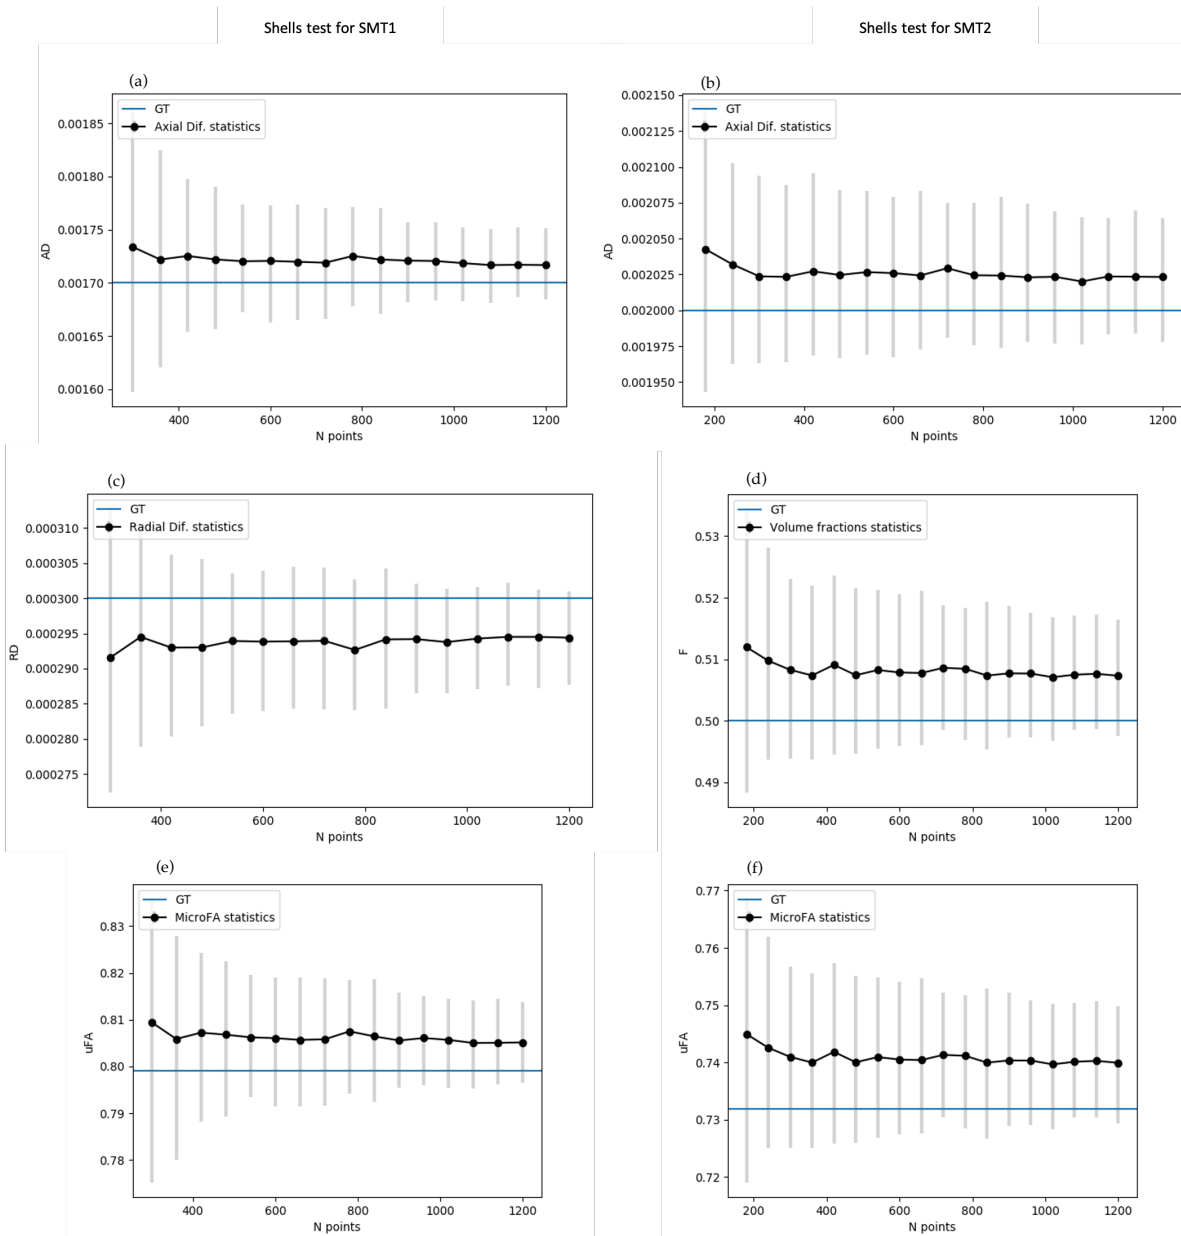 Shells test for SMT1
Shells test for SMT2
(a)
GT
Axial Dif. statistics
0.00185
0.00180
0.00175
0.00170
0.00165
0.00160
AD
400
600
800
1000
1200
N points
(b)
GT
Axial Dif. statistics
0.002150
0.002125
0.002100
0.002075
0.002050
0.002025
0.002000
0.001975
0.001950
AD
200
400
600
800
1000
1200
N points
(c)
GT
Radial Dif. statistics
0.000310
0.000305
0.000300
0.000295
0.000290
0.000285
0.000280
0.000275
RD
400
600
800
1000
1200
N points
(d)
GT
Volume fractions statistics
0.53
0.52
0.51
0.50
0.49
F
200
400
600
800
1000
1200
N points
(e)
GT
MicroFA statistics
0.83
0.82
0.81
0.80
0.79
0.78
uFA
400
600
800
1000
1200
N points
(f)
GT
MicroFA statistics
0.77
0.76
0.75
0.74
0.73
0.72
uFA
200
400
600
800
1000
1200
N points